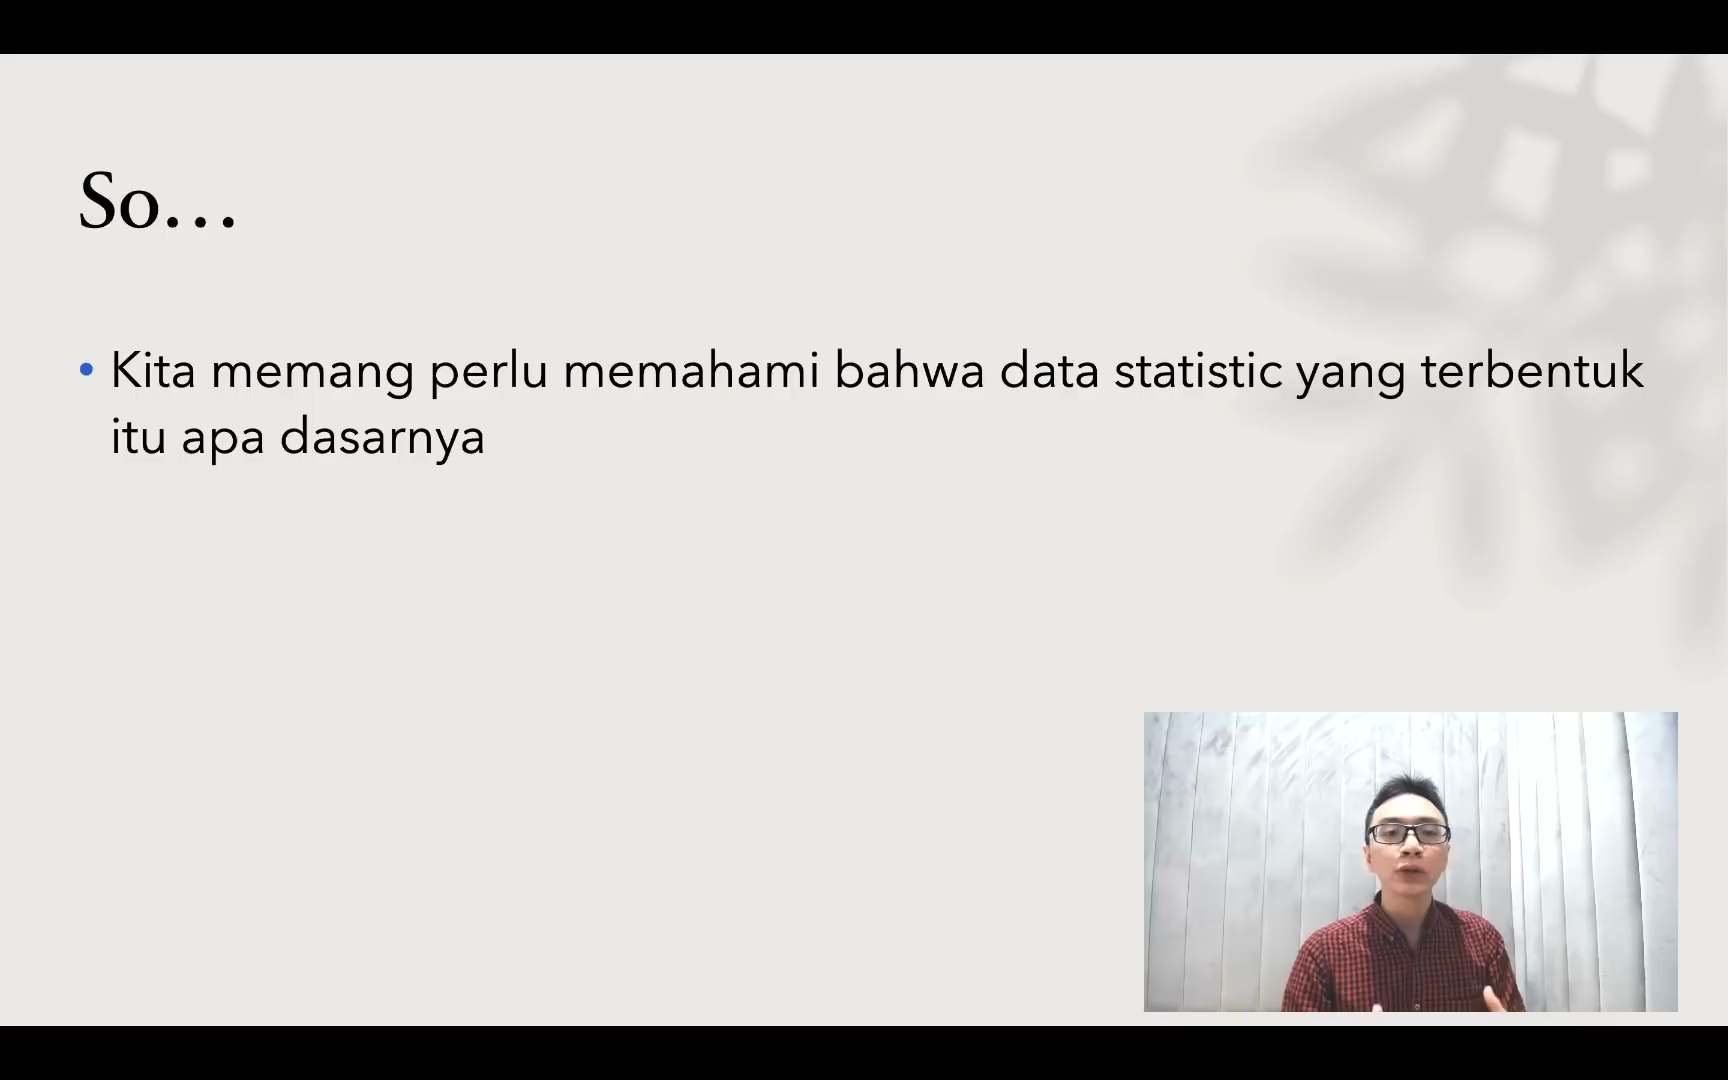 So…
• Kita memang perlu memahami bahwa data statistic yang terbentuk
itu apa dasarnya